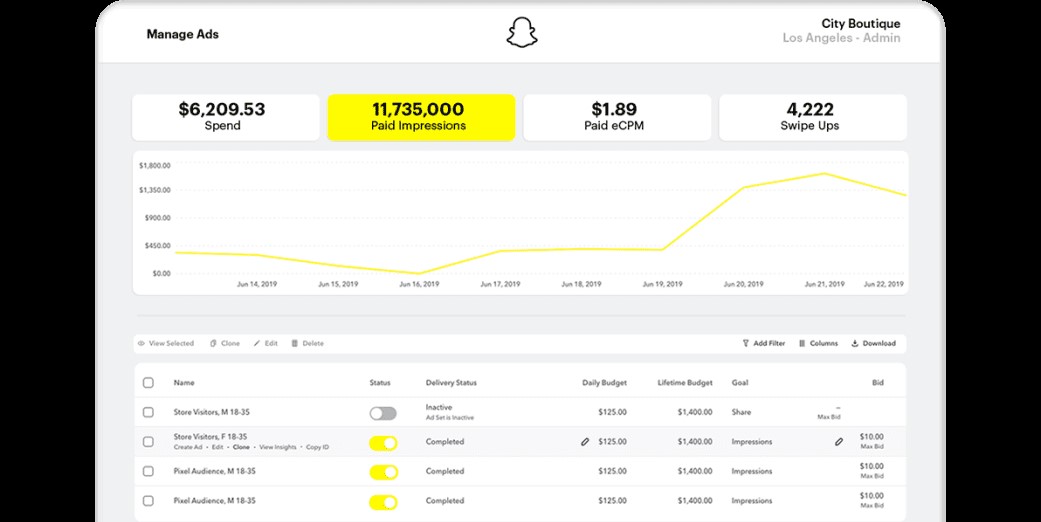 Manage Ads
City Boutique
Los Angeles - Admin
$6,209.53
Spend
11,735,000
Paid Impressions
$1.89
Paid eCPM
4,222
Swipe Ups
$1,800.00
$1,350.00
$900.00
$450.00
$0.00
Jun 14, 2019 Jun 15, 2019 Jun 16, 2019 Jun 17, 2019 Jun 18, 2019 Jun 19, 2019 Jun 20, 2019 Jun 21, 2019 Jun 22, 2019
View Selected Clone Edit Delete Add Filter Columns Download
Name Status Delivery Status Daily Budget Lifetime Budget Goal Bid
Store Visitors, M 18-35 Inactive $125.00 $1,400.00 Share –
Ad Set is Inactive Max Bid
Store Visitors, F 18-35 Completed $125.00 $1,400.00 Impressions $10.00
Create Ad • Edit • Clone • View Insights • Copy ID Max Bid
Pixel Audience, M 18-35 Completed $125.00 $1,400.00 Impressions $10.00
Max Bid
Pixel Audience, M 18-35 Completed $125.00 $1,400.00 Impressions $10.00
Max Bid